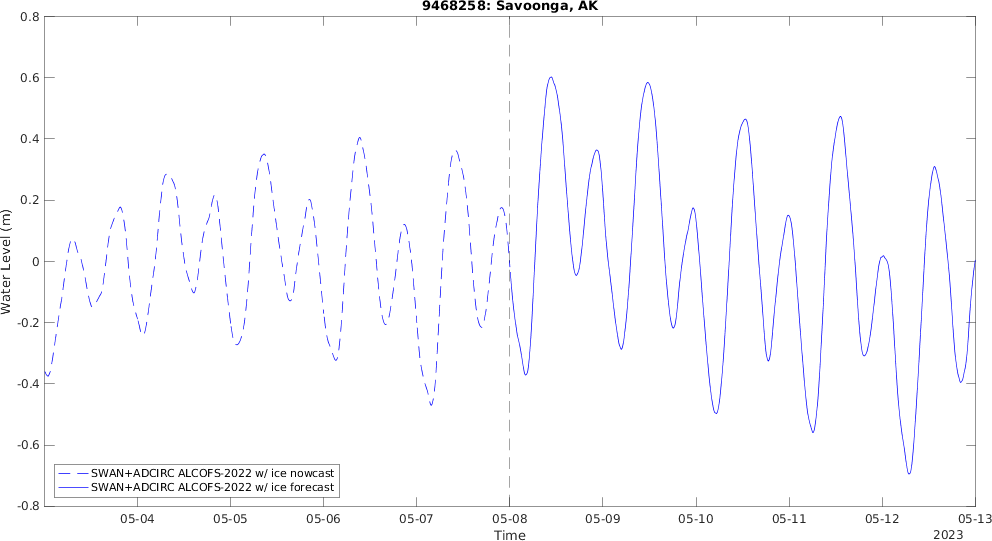 9468258: Savoonga, AK
0.8
0.6
0.4
0.2
0
-0.2
-0.4
-0.6
-0.8
Water Level (m)
SWAN+ADCIRC ALCOFS-2022 w/ ice nowcast
SWAN+ADCIRC ALCOFS-2022 w/ ice forecast
05-04 05-05 05-06 05-07 05-08 05-09 05-10 05-11 05-12 05-13
Time
2023